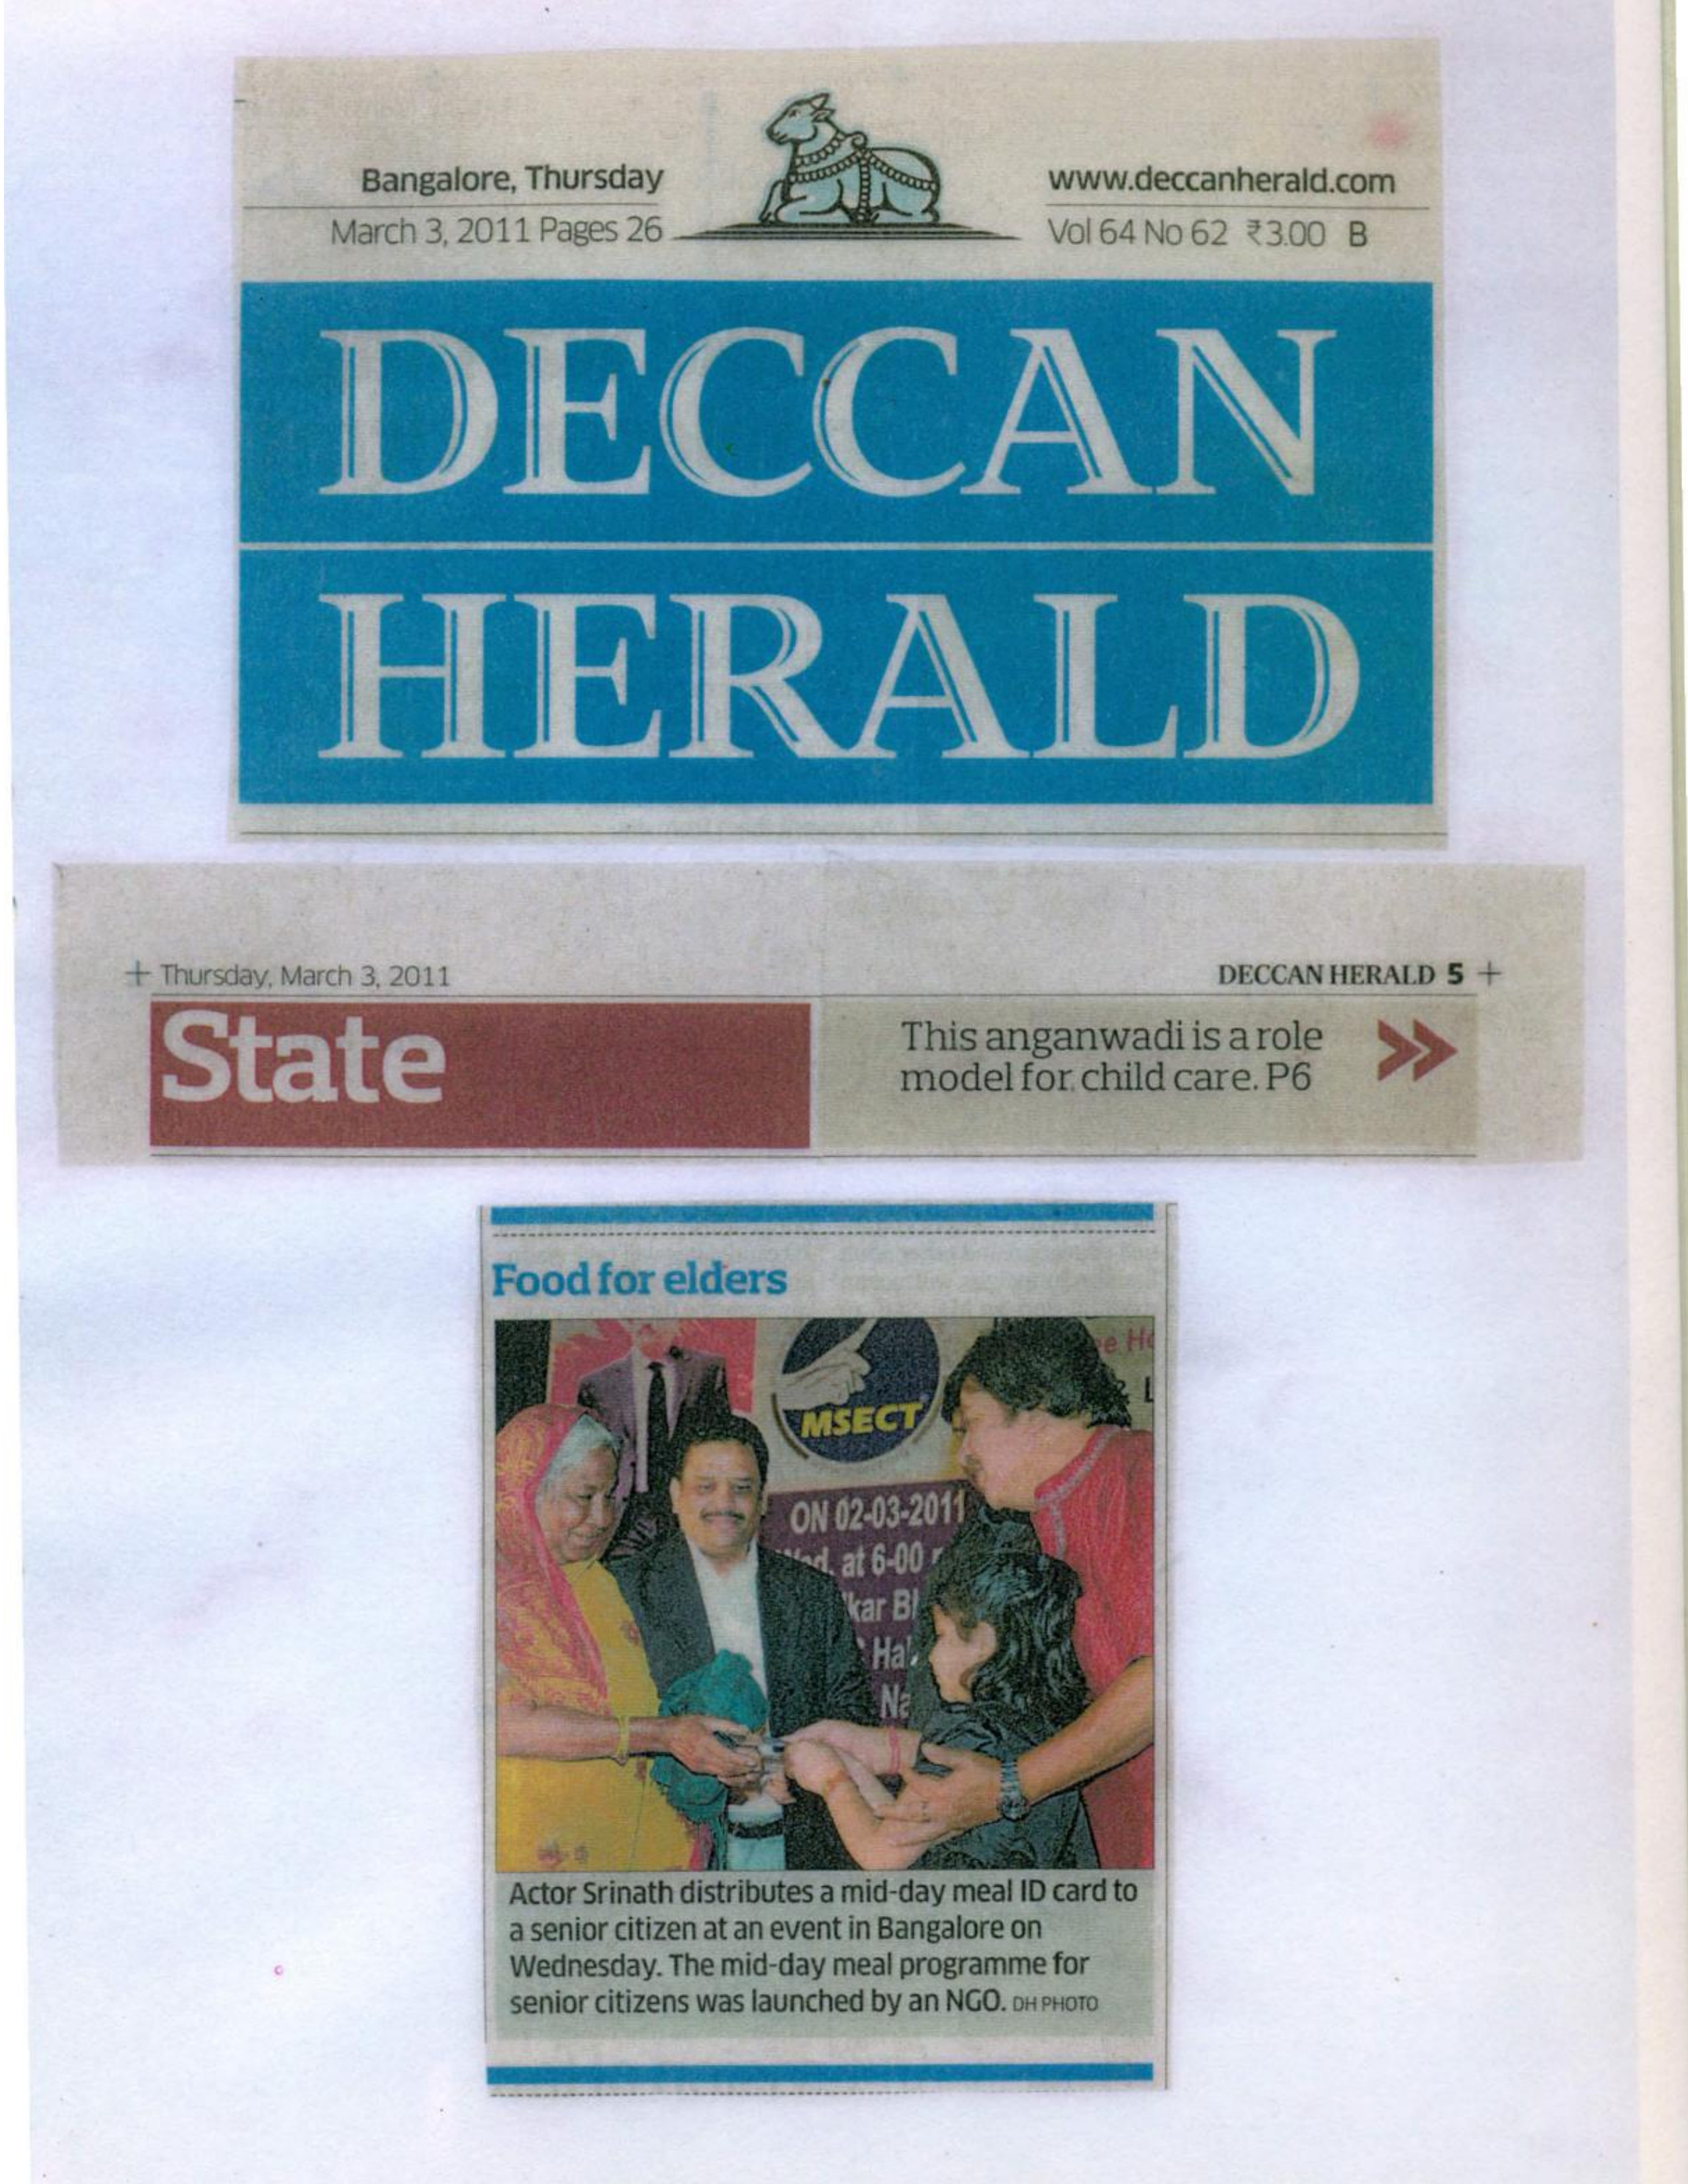 Bangalore, Thursday
March 3, 2011 Pages 26
www.deccanherald.com
Vol 64 No 62 ₹3.00 B
DECCAN
HERALD
Thursday, March 3, 2011
DECCAN HERALD 5
State
This anganwadi is a role
model for child care. P6
Food for elders
MSECT
ON 02-03-2011
at 6-00
Actor Srinath distributes a mid-day meal ID card to
a senior citizen at an event in Bangalore on
Wednesday. The mid-day meal programme for
senior citizens was launched by an NGO. DH PHOTO